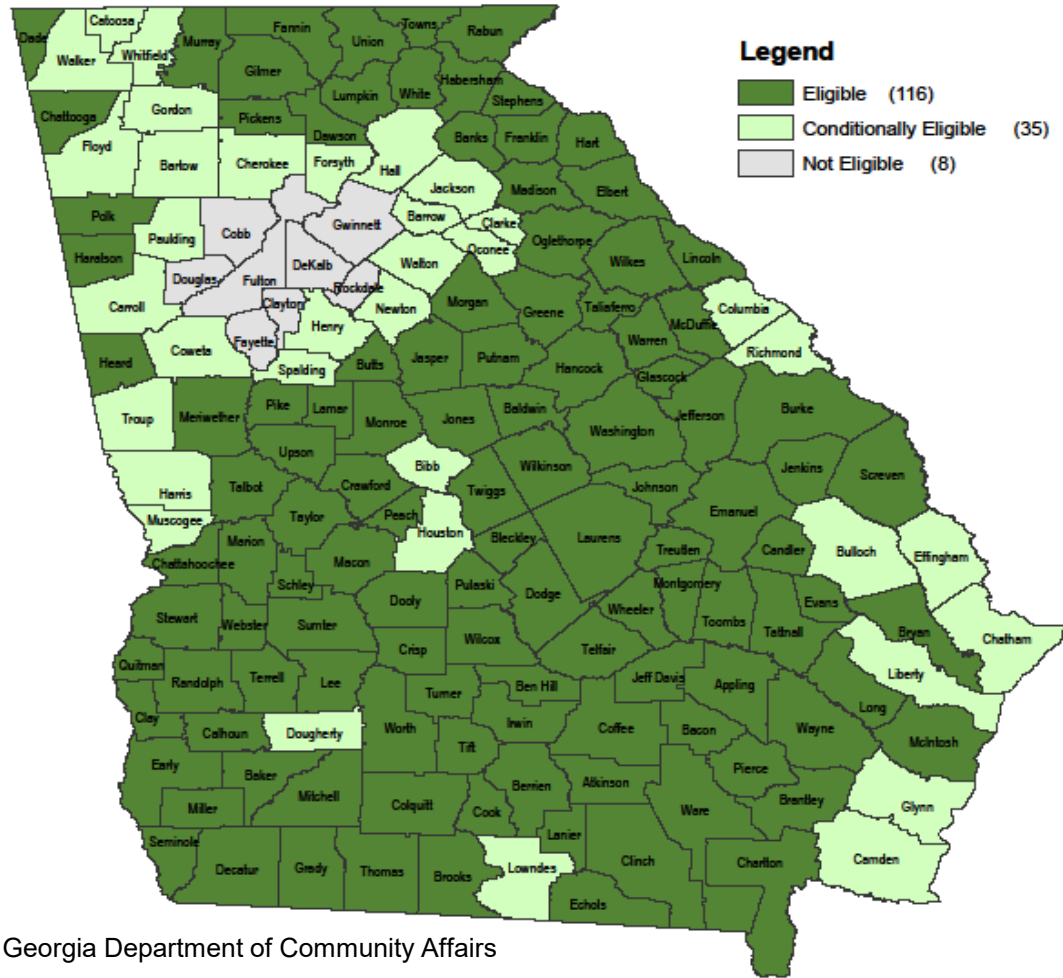 Legend
Eligible (116)
Conditionally Eligible (35)
Not Eligible (8)
Dade
Catoosa
Walker
Whitfield
Murray
Fannin
Union
Towns
Rabun
Gilmer
Lumpkin
White
Habersham
Stephens
Chattooga
Gordon
Pickens
Dawson
Banks
Franklin
Hart
Floyd
Bartow
Cherokee
Forsyth
Hall
Jackson
Madison
Elbert
Polk
Paulding
Cobb
Gwinnett
Barrow
Clarke
Oconee
Oglethorpe
Wilkes
Lincoln
Haralson
Douglas
Fulton
DeKalb
Rockdale
Walton
Newton
Morgan
Greene
Taliaferro
McDuffie
Columbia
Carroll
Clayton
Henry
Fayette
Warren
Richmond
Heard
Coweta
Spalding
Butts
Jasper
Putnam
Hancock
Glascock
Troup
Meriwether
Pike
Lamar
Monroe
Jones
Baldwin
Washington
Jefferson
Burke
Upson
Bibb
Wilkinson
Jenkins
Screven
Harris
Talbot
Crawford
Twiggs
Johnson
Muscogee
Taylor
Peach
Houston
Bleckley
Laurens
Emanuel
Treutlen
Candler
Bulloch
Effingham
Chattahoochee
Marion
Macon
Schley
Pulaski
Dodge
Montgomery
Wheeler
Toombs
Evans
Tattnall
Bryan
Chatham
Stewart
Webster
Sumter
Dooly
Crisp
Wilcox
Telfair
Liberty
Quitman
Randolph
Terrell
Lee
Turner
Ben Hill
Jeff Davis
Appling
Long
McIntosh
Clay
Calhoun
Dougherty
Worth
Tift
Irwin
Coffee
Bacon
Wayne
Early
Baker
Mitchell
Miller
Colquitt
Cook
Berrien
Atkinson
Pierce
Ware
Brantley
Glynn
Seminole
Decatur
Grady
Thomas
Brooks
Lowndes
Lanier
Clinch
Echols
Charlton
Camden
Georgia Department of Community Affairs